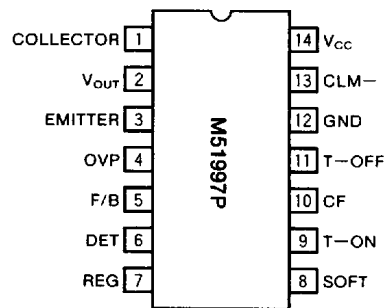 COLLECTOR 1 14 VCC
VOUT 2 13 CLM−
EMITTER 3 12 GND
OVP 4 11 T−OFF
F/B 5 10 CF
DET 6 9 T−ON
REG 7 8 SOFT
M51997P